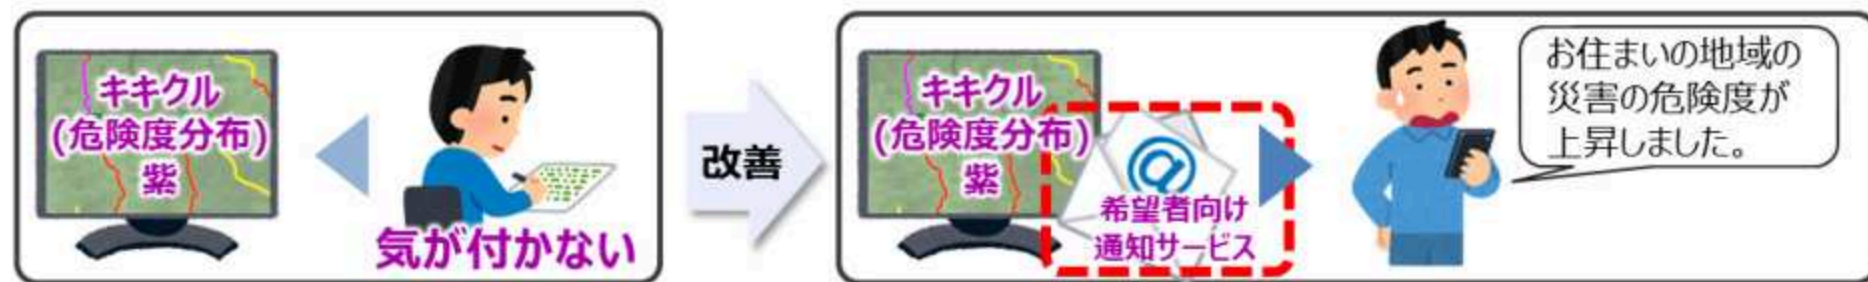 キキクル
(危険度分布)
紫
気が付かない
改善
キキクル
(危険度分布)
紫
@
希望者向け
通知サービス
お住まいの地域の
災害の危険度が
上昇しました。